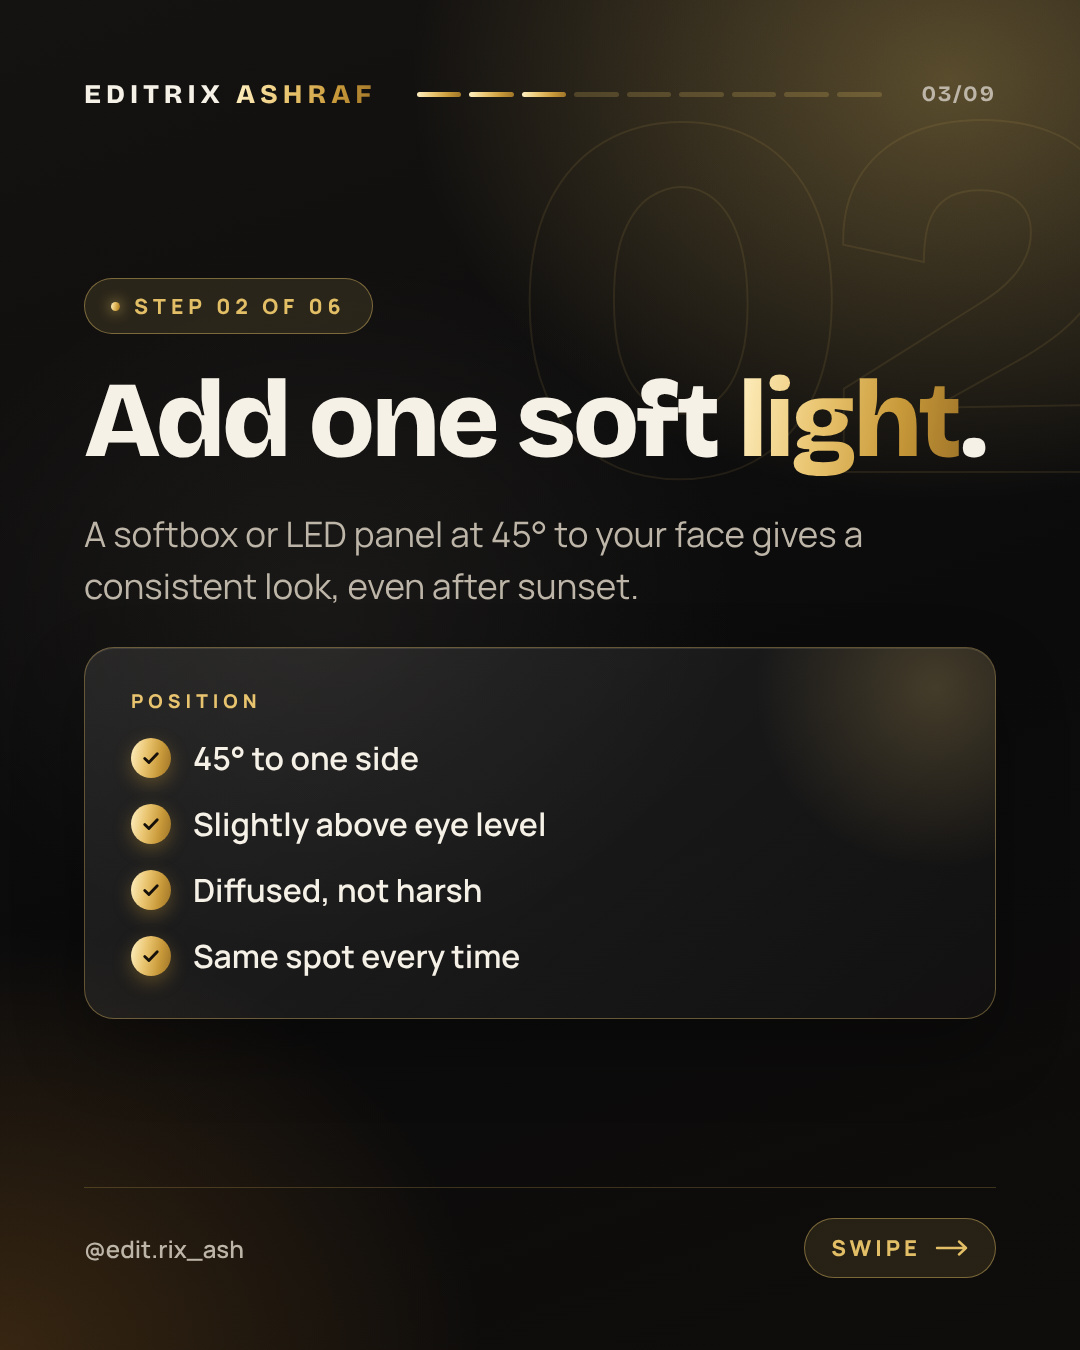 EDITRIX ASHRAF
03/09
02
STEP 02 OF 06
Add one soft light.
A softbox or LED panel at 45° to your face gives a
consistent look, even after sunset.
POSITION
45° to one side
Slightly above eye level
Diffused, not harsh
Same spot every time
@edit.rix_ash
SWIPE →